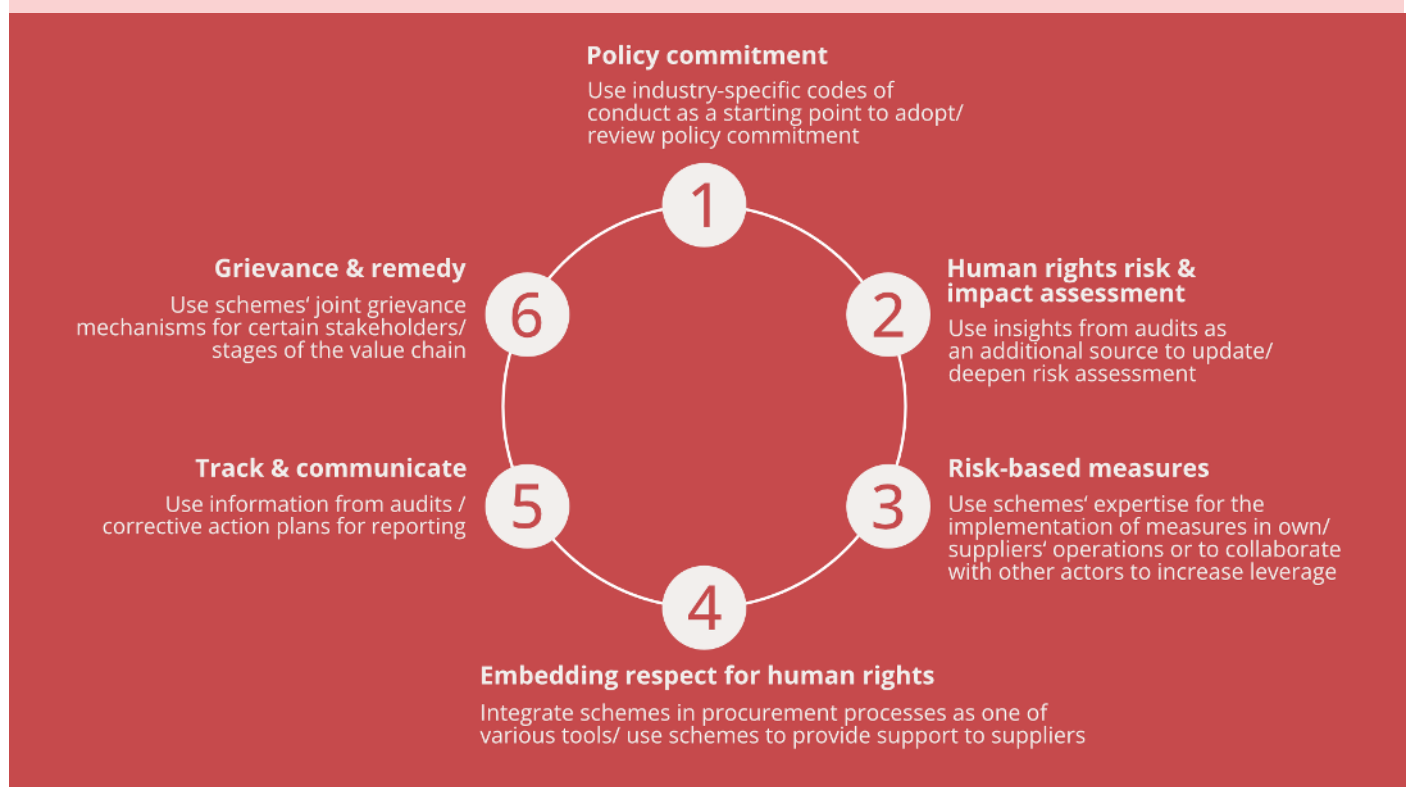 Policy commitment
Use industry-specific codes of
conduct as a starting point to adopt/
review policy commitment
1
Human rights risk &
impact assessment
Use insights from audits as
an additional source to update/
deepen risk assessment
2
Risk-based measures
Use schemes‘ expertise for the
implementation of measures in own/
suppliers‘ operations or to collaborate
with other actors to increase leverage
3
4
Embedding respect for human rights
Integrate schemes in procurement processes as one of
various tools/ use schemes to provide support to suppliers
Track & communicate
Use information from audits /
corrective action plans for reporting
5
Grievance & remedy
Use schemes‘ joint grievance
mechanisms for certain stakeholders/
stages of the value chain
6